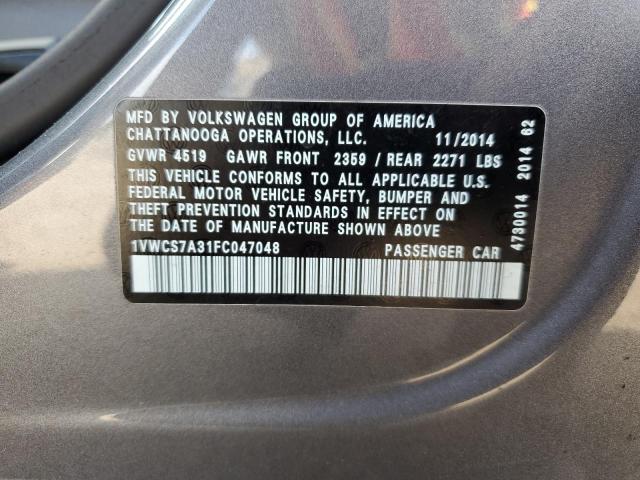 MFD BY VOLKSWAGEN GROUP OF AMERICA
CHATTANOOGA OPERATIONS, LLC. 11/2014
GVWR 4519 GAWR FRONT 2359 / REAR 2271 LBS
THIS VEHICLE CONFORMS TO ALL APPLICABLE U.S.
FEDERAL MOTOR VEHICLE SAFETY, BUMPER AND
THEFT PREVENTION STANDARDS IN EFFECT ON
THE DATE OF MANUFACTURE SHOWN ABOVE
1VWCS7A31FC047048 PASSENGER CAR
4730014 2014 62